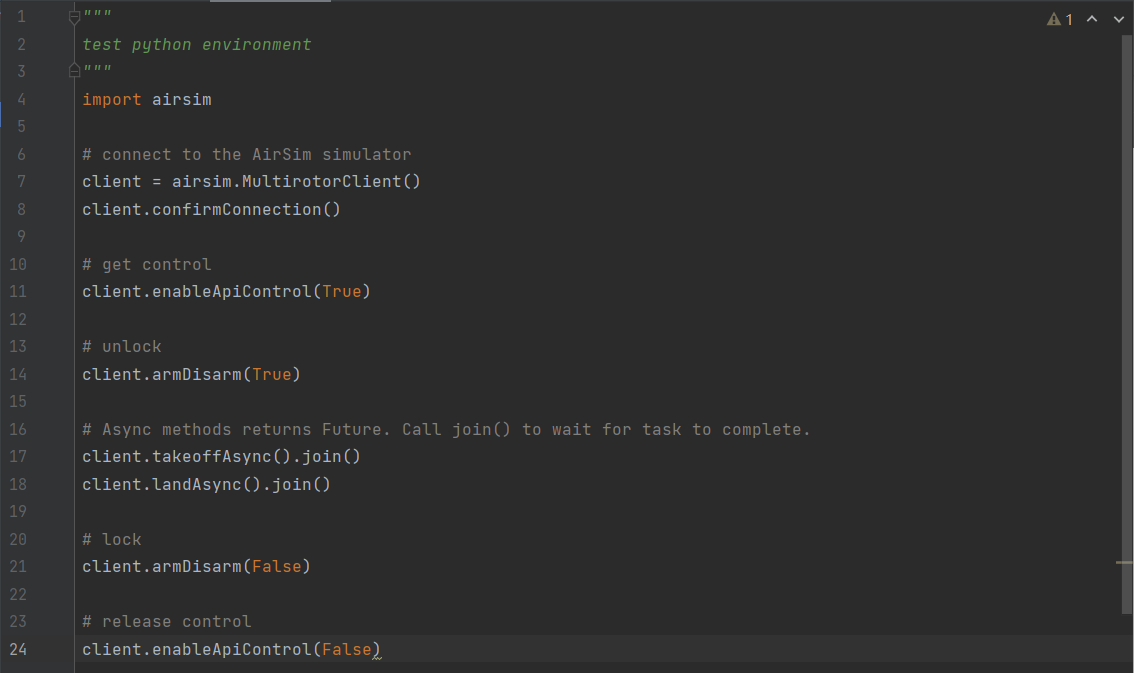 1 """
2 test python environment
3 """
4 import airsim
5
6 # connect to the AirSim simulator
7 client = airsim.MultirotorClient()
8 client.confirmConnection()
9
10 # get control
11 client.enableApiControl(True)
12
13 # unlock
14 client.armDisarm(True)
15
16 # Async methods returns Future. Call join() to wait for task to complete.
17 client.takeoffAsync().join()
18 client.landAsync().join()
19
20 # lock
21 client.armDisarm(False)
22
23 # release control
24 client.enableApiControl(False)
1